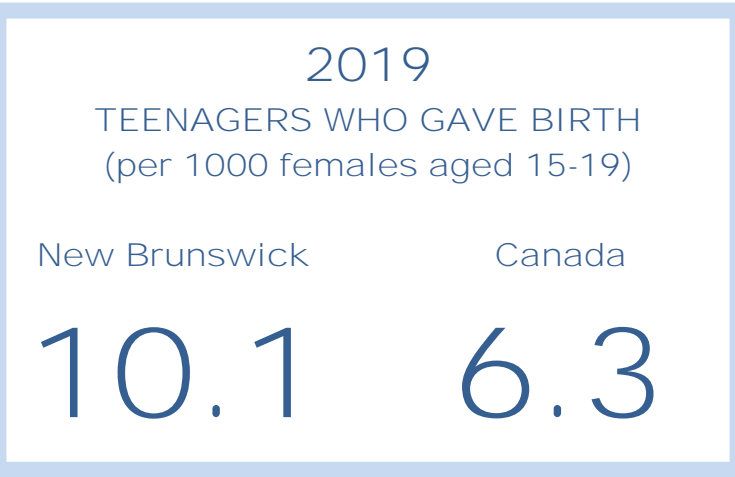 2019
TEENAGERS WHO GAVE BIRTH
(per 1000 females aged 15-19)
New Brunswick Canada
10.1 6.3